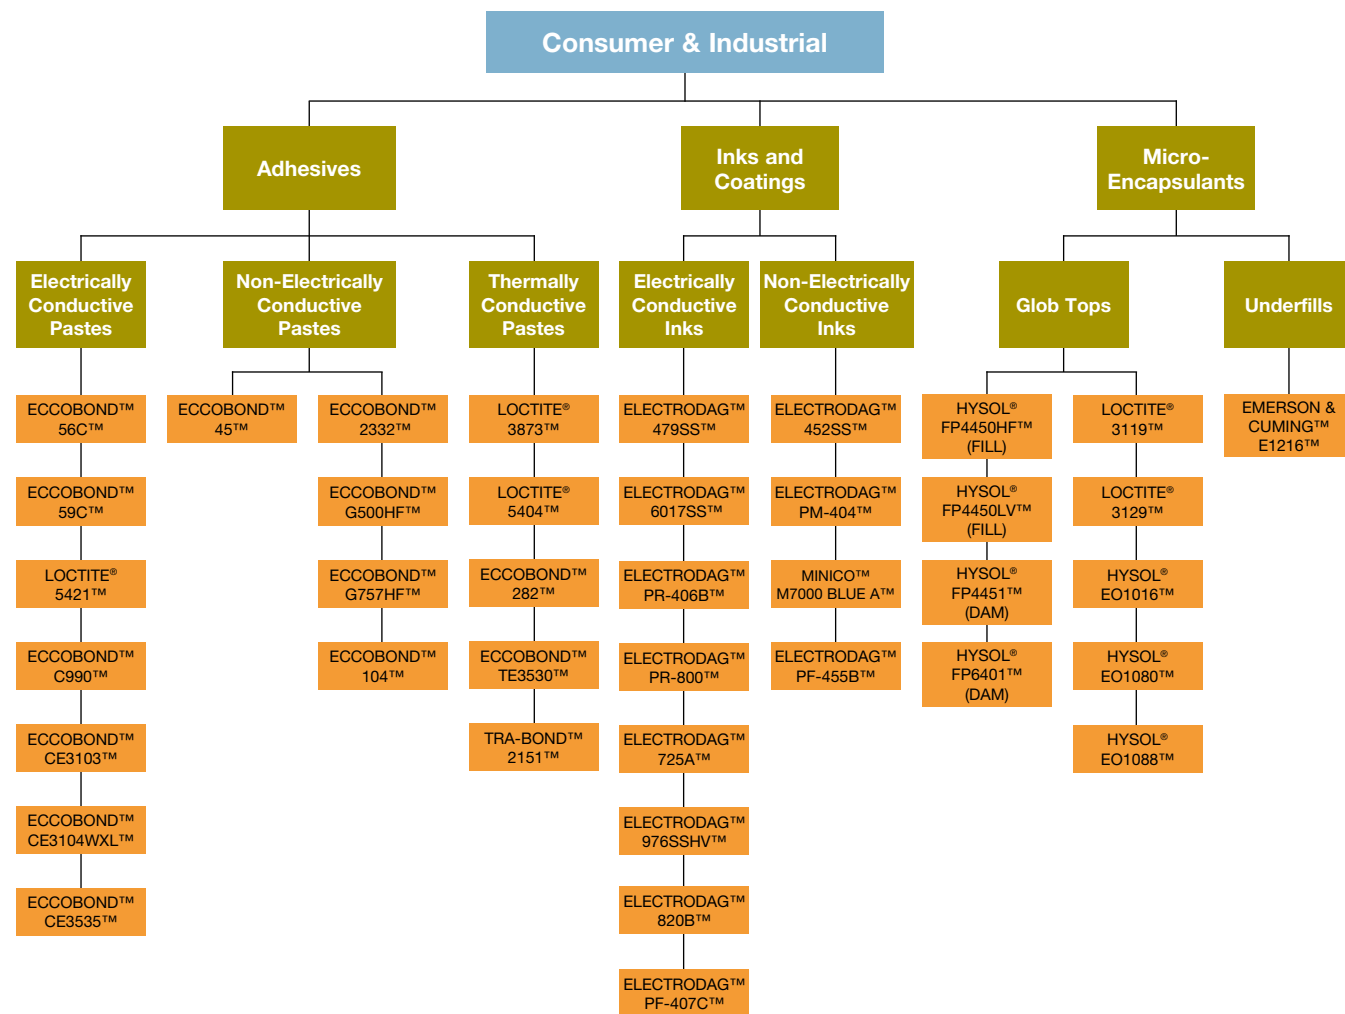 Consumer & Industrial
Adhesives
Inks and
Coatings
Micro-
Encapsulants
Electrically
Conductive
Pastes
Non-Electrically
Conductive
Pastes
Thermally
Conductive
Pastes
Electrically
Conductive
Inks
Non-Electrically
Conductive
Inks
Glob Tops
Underfills
ECCOBOND™
56C™
ECCOBOND™
59C™
LOCTITE®
5421™
ECCOBOND™
C990™
ECCOBOND™
CE3103™
ECCOBOND™
CE3104WXL™
ECCOBOND™
CE3535™
ECCOBOND™
45™
ECCOBOND™
2332™
ECCOBOND™
G500HF™
ECCOBOND™
G757HF™
ECCOBOND™
104™
LOCTITE®
3873™
LOCTITE®
5404™
ECCOBOND™
282™
ECCOBOND™
TE3530™
TRA-BOND™
2151™
ELECTRODAG™
479SS™
ELECTRODAG™
6017SS™
ELECTRODAG™
PR-406B™
ELECTRODAG™
PR-800™
ELECTRODAG™
725A™
ELECTRODAG™
976SSHV™
ELECTRODAG™
820B™
ELECTRODAG™
PF-407C™
ELECTRODAG™
452SS™
ELECTRODAG™
PM-404™
MINICO™
M7000 BLUE A™
ELECTRODAG™
PF-455B™
HYSOL®
FP4450HF™
(FILL)
HYSOL®
FP4450LV™
(FILL)
HYSOL®
FP4451™
(DAM)
HYSOL®
FP6401™
(DAM)
LOCTITE®
3119™
LOCTITE®
3129™
HYSOL®
EO1016™
HYSOL®
EO1080™
HYSOL®
EO1088™
EMERSON &
CUMING™
E1216™